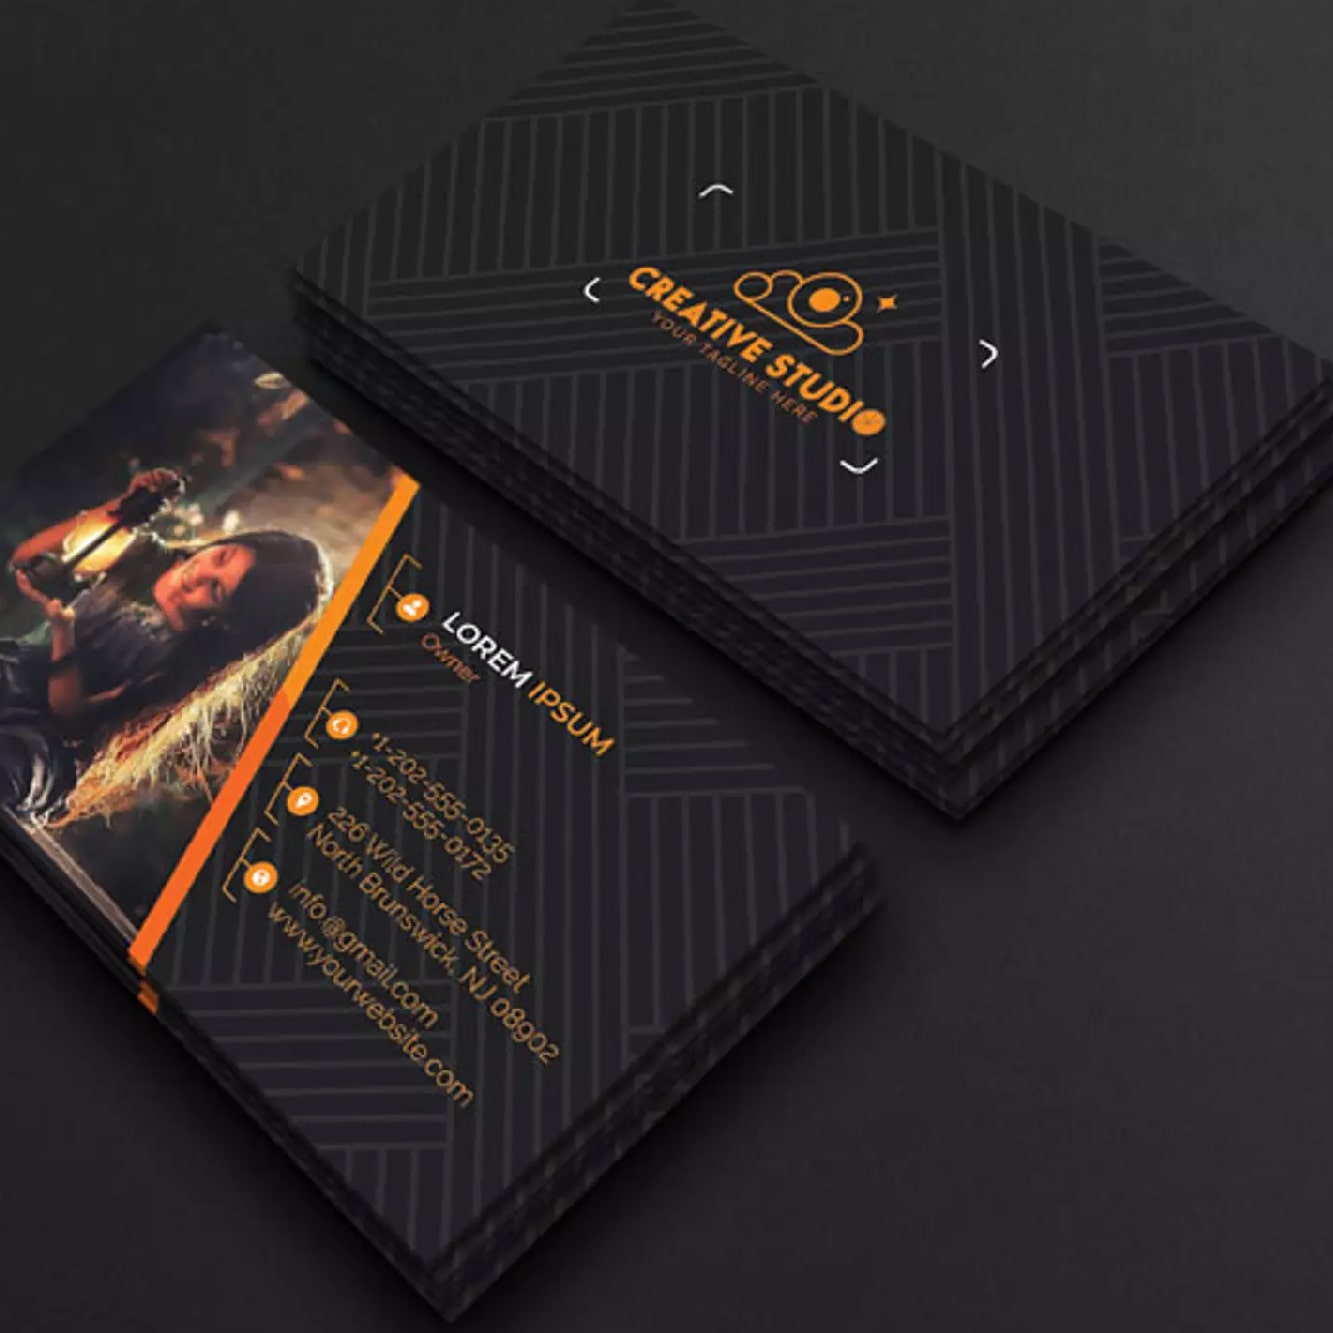 CREATIVE STUDIO
YOUR TAGLINE HERE
LOREM IPSUM
Owner
+1-202-555-0135
+1-202-555-0172
226 Wild Horse Street
North Brunswick, NJ 08902
info@gmail.com
www.yourwebsite.com